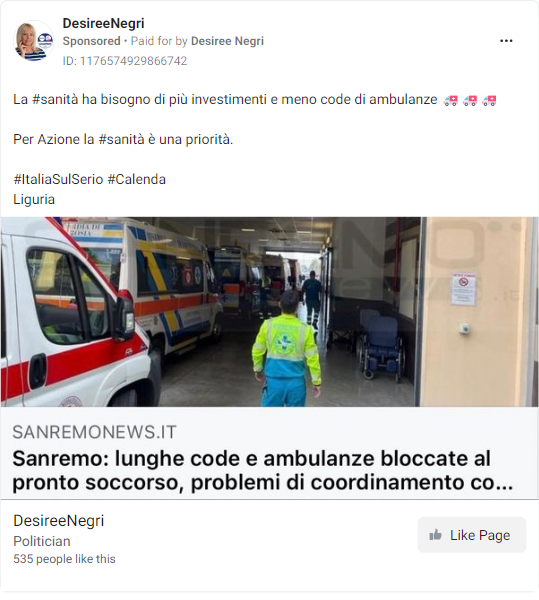 DesireeNegri
Sponsored • Paid for by Desiree Negri
ID: 1176574929866742
La #sanità ha bisogno di più investimenti e meno code di ambulanze 🚑 🚑 🚑
Per Azione la #sanità è una priorità.
#ItaliaSulSerio #Calenda
Liguria
SANREMONEWS.IT
Sanremo: lunghe code e ambulanze bloccate al
pronto soccorso, problemi di coordinamento co...
DesireeNegri
Politician
535 people like this
Like Page